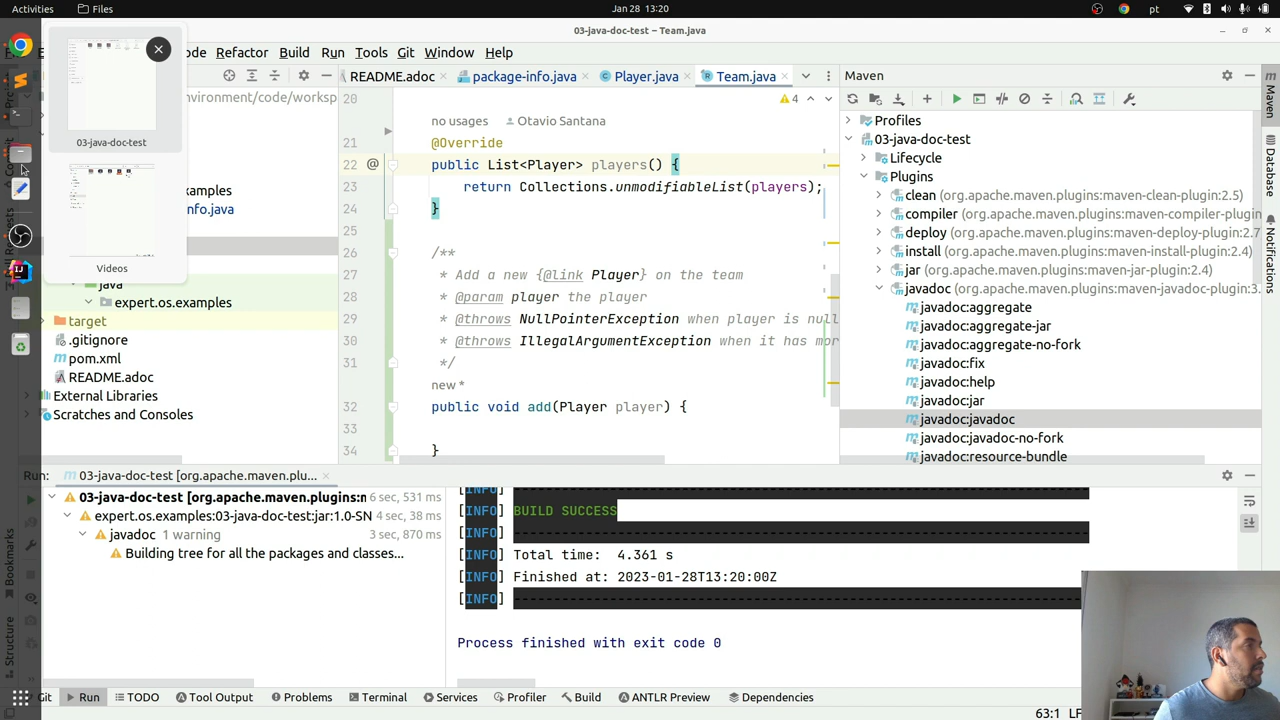 Activities
Files
Jan 28 13:20
pt
03-java-doc-test – Team.java
ode
Refactor
Build
Run
Tools
Git
Window
Help
README.adoc
package-info.java
Player.java
Team.java
Maven
nvironment/code/worksp
xamples
nfo.java
java
expert.os.examples
target
.gitignore
pom.xml
README.adoc
External Libraries
Scratches and Consoles
03-java-doc-test
Videos
4
20
no usages Otavio Santana
21 @Override
22 @ public List<Player> players() {
23 return Collections.unmodifiableList(players);
24 }
25
26 /**
27 * Add a new {@link Player} on the team
28 * @param player the player
29 * @throws NullPointerException when player is null
30 * @throws IllegalArgumentException when it has mor
31 */
new *
32 public void add(Player player) {
33
34 }
Profiles
03-java-doc-test
Lifecycle
Plugins
clean (org.apache.maven.plugins:maven-clean-plugin:2.5)
compiler (org.apache.maven.plugins:maven-compiler-plugin
deploy (org.apache.maven.plugins:maven-deploy-plugin:2.7
install (org.apache.maven.plugins:maven-install-plugin:2.4)
jar (org.apache.maven.plugins:maven-jar-plugin:2.4)
javadoc (org.apache.maven.plugins:maven-javadoc-plugin:3.
javadoc:aggregate
javadoc:aggregate-jar
javadoc:aggregate-no-fork
javadoc:fix
javadoc:help
javadoc:jar
javadoc:javadoc
javadoc:javadoc-no-fork
javadoc:resource-bundle
Maven
Database
Notifications
Run:
03-java-doc-test [org.apache.maven.plu...
03-java-doc-test [org.apache.maven.plugins:m 6 sec, 531 ms
expert.os.examples:03-java-doc-test:jar:1.0-SN 4 sec, 38 ms
javadoc 1 warning 3 sec, 870 ms
Building tree for all the packages and classes...
[INFO] ------------------------------------------------------------------------
[INFO] BUILD SUCCESS
[INFO] ------------------------------------------------------------------------
[INFO] Total time: 4.361 s
[INFO] Finished at: 2023-01-28T13:20:00Z
[INFO] ------------------------------------------------------------------------
Process finished with exit code 0
Bookmarks
Structure
Git
Run
TODO
Tool Output
Problems
Terminal
Services
Profiler
Build
ANTLR Preview
Dependencies
63:1
LF